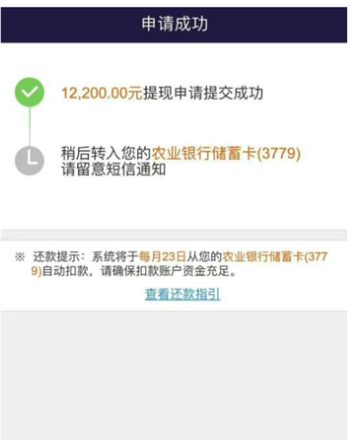 申请成功
12,200.00元提现申请提交成功
稍后转入您的农业银行储蓄卡(3779)
请留意短信通知
※ 还款提示：系统将于每月23日从您的农业银行储蓄卡(377
9)自动扣款，请确保扣款账户资金充足。
查看还款指引